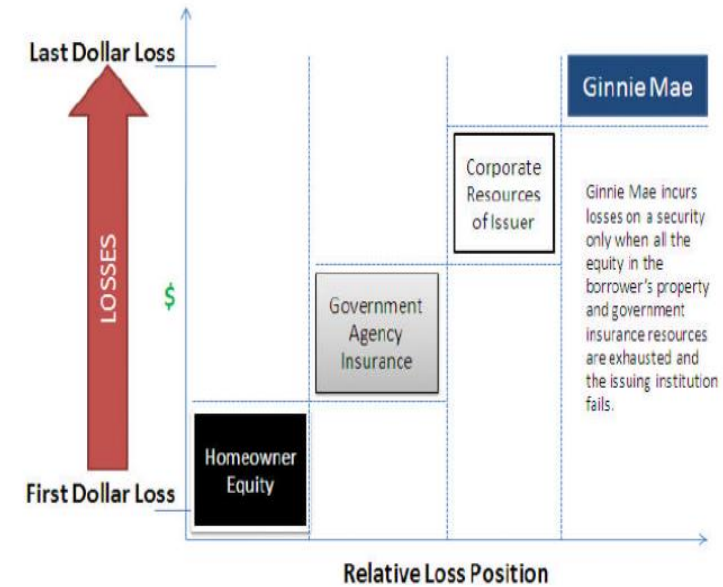 Last Dollar Loss
LOSSES
$
First Dollar Loss
Homeowner
Equity
Government
Agency
Insurance
Corporate
Resources
of Issuer
Ginnie Mae
Ginnie Mae incurs
losses on a security
only when all the
equity in the
borrower's property
and government
insurance resources
are exhausted and
the issuing institution
fails.
Relative Loss Position